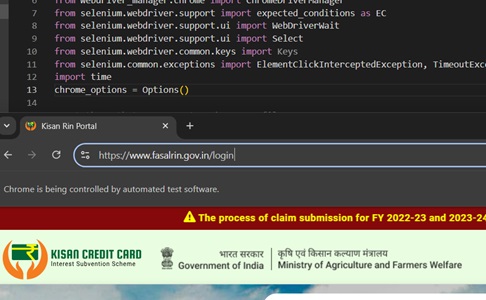 6 from webdriver_manager.chrome import ChromeDriverManager
7 from selenium.webdriver.support import expected_conditions as EC
8 from selenium.webdriver.support.ui import WebDriverWait
9 from selenium.webdriver.support.ui import Select
10 from selenium.webdriver.common.keys import Keys
11 from selenium.common.exceptions import ElementClickInterceptedException, TimeoutExce
12 import time
13 chrome_options = Options()
14
Kisan Rin Portal
https://www.fasalrin.gov.in/login
Chrome is being controlled by automated test software.
The process of claim submission for FY 2022-23 and 2023-24
KISAN CREDIT CARD
Interest Subvention Scheme
भारत सरकार
Government of India
कृषि एवं किसान कल्याण मंत्रालय
Ministry of Agriculture and Farmers Welfare